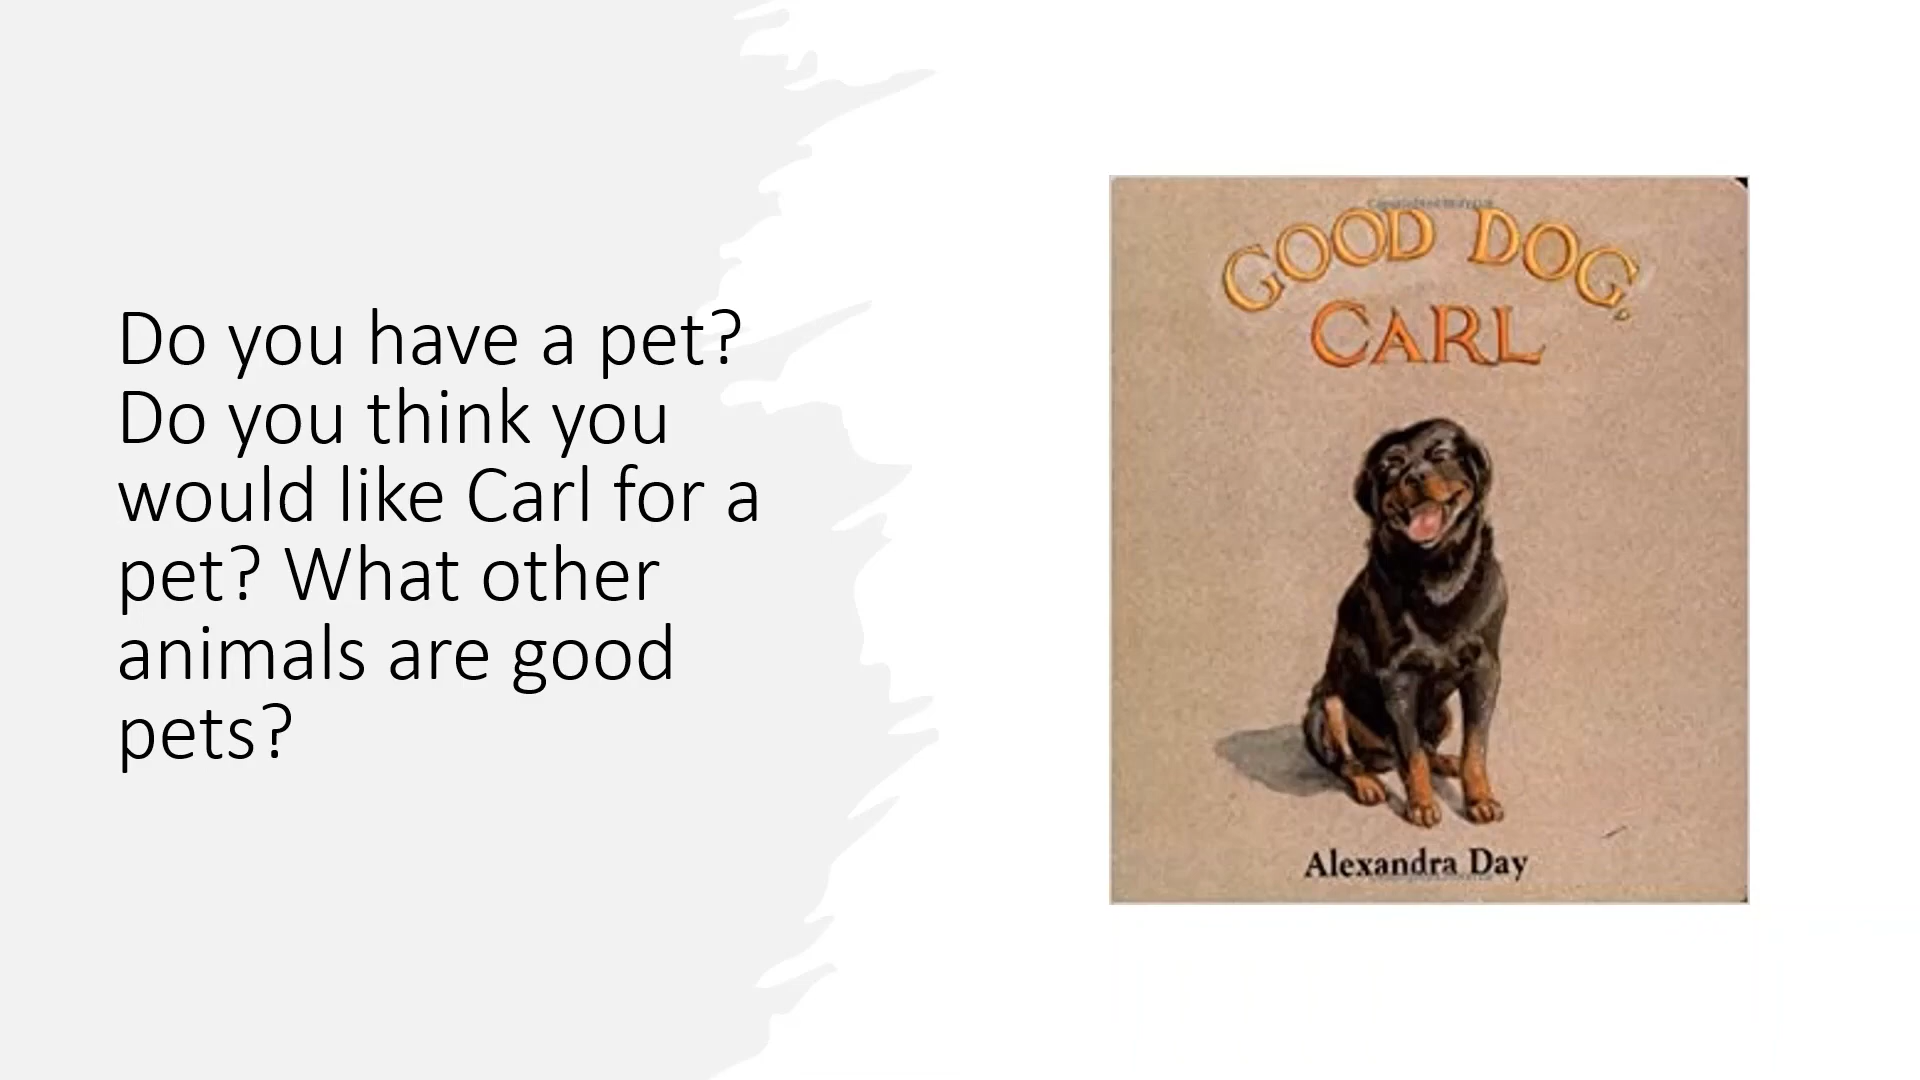 Do you have a pet?
Do you think you
would like Carl for a
pet? What other
animals are good
pets?
GOOD DOG,
CARL
Alexandra Day